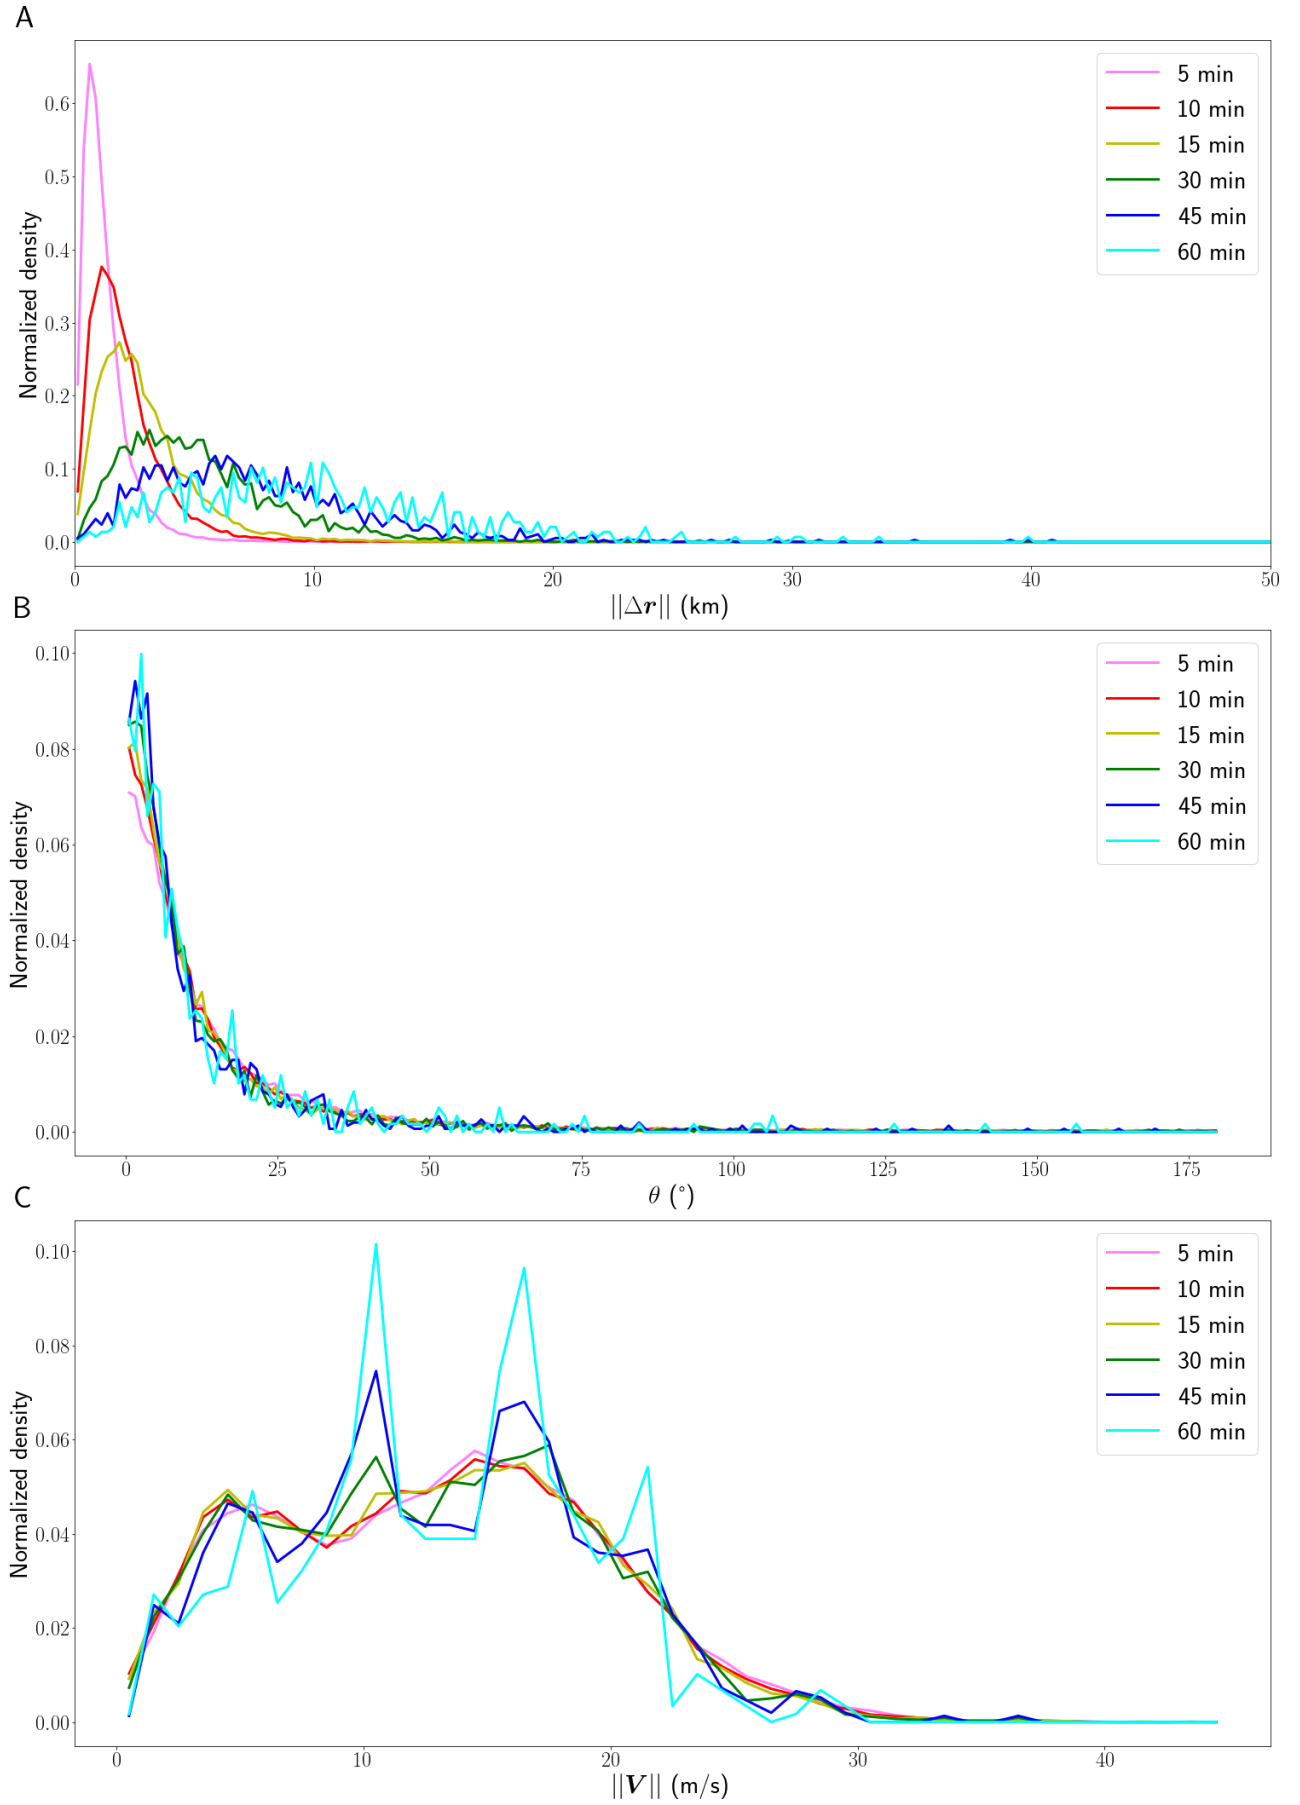 A
Normalized density
0.6
0.5
0.4
0.3
0.2
0.1
0.0
5 min
10 min
15 min
30 min
45 min
60 min
0 10 20 30 40 50
||Δr|| (km)
B
Normalized density
0.10
0.08
0.06
0.04
0.02
0.00
5 min
10 min
15 min
30 min
45 min
60 min
0 25 50 75 100 125 150 175
θ (°)
C
Normalized density
0.10
0.08
0.06
0.04
0.02
0.00
5 min
10 min
15 min
30 min
45 min
60 min
0 10 20 30 40
||V|| (m/s)